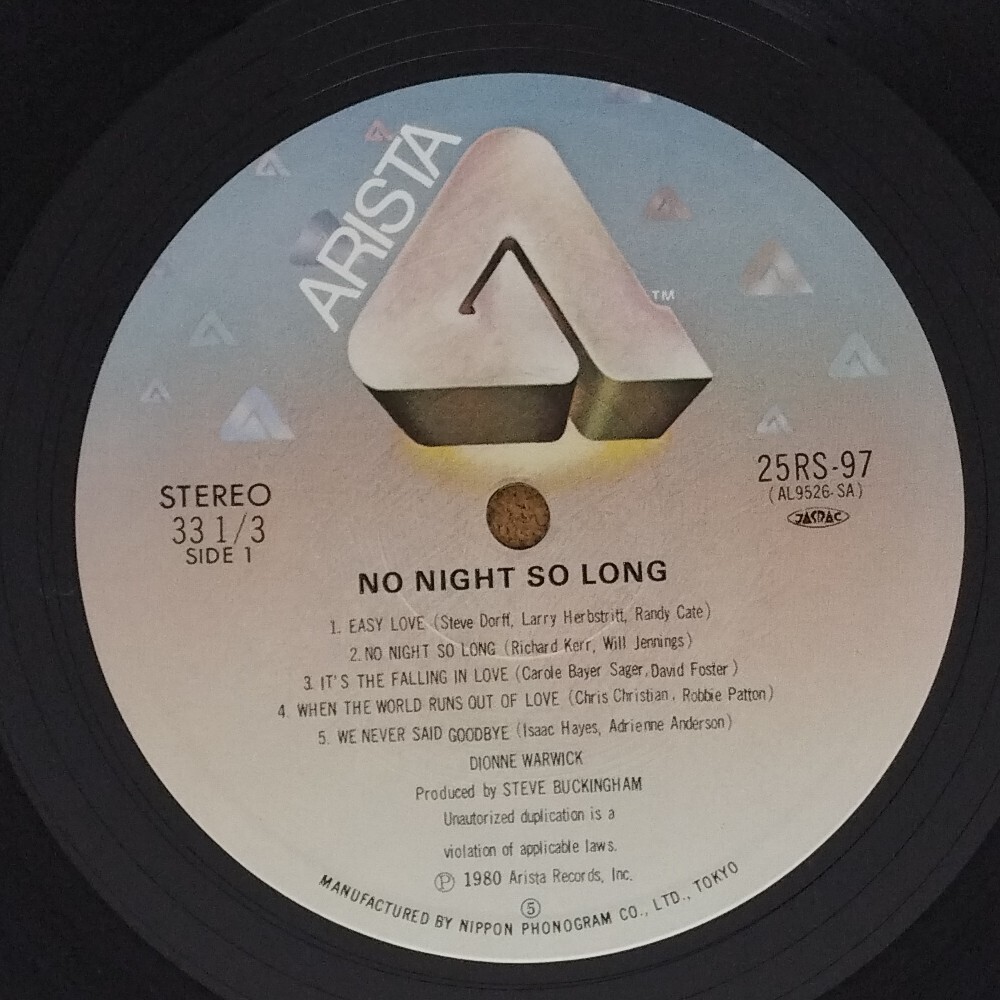 ARISTA
TM
STEREO
33 1/3
SIDE 1
25RS-97
(AL9526-SA)
JASRAC
NO NIGHT SO LONG
1. EASY LOVE (Steve Dorff, Larry Herbstritt, Randy Cate)
2. NO NIGHT SO LONG (Richard Kerr, Will Jennings)
3. IT'S THE FALLING IN LOVE (Carole Bayer Sager, David Foster)
4. WHEN THE WORLD RUNS OUT OF LOVE (Chris Christian, Robbie Patton)
5. WE NEVER SAID GOODBYE (Isaac Hayes, Adrienne Anderson)
DIONNE WARWICK
Produced by STEVE BUCKINGHAM
Unautorized duplication is a
violation of applicable laws.
Ⓟ 1980 Arista Records, Inc.
⑤
MANUFACTURED BY NIPPON PHONOGRAM CO., LTD., TOKYO